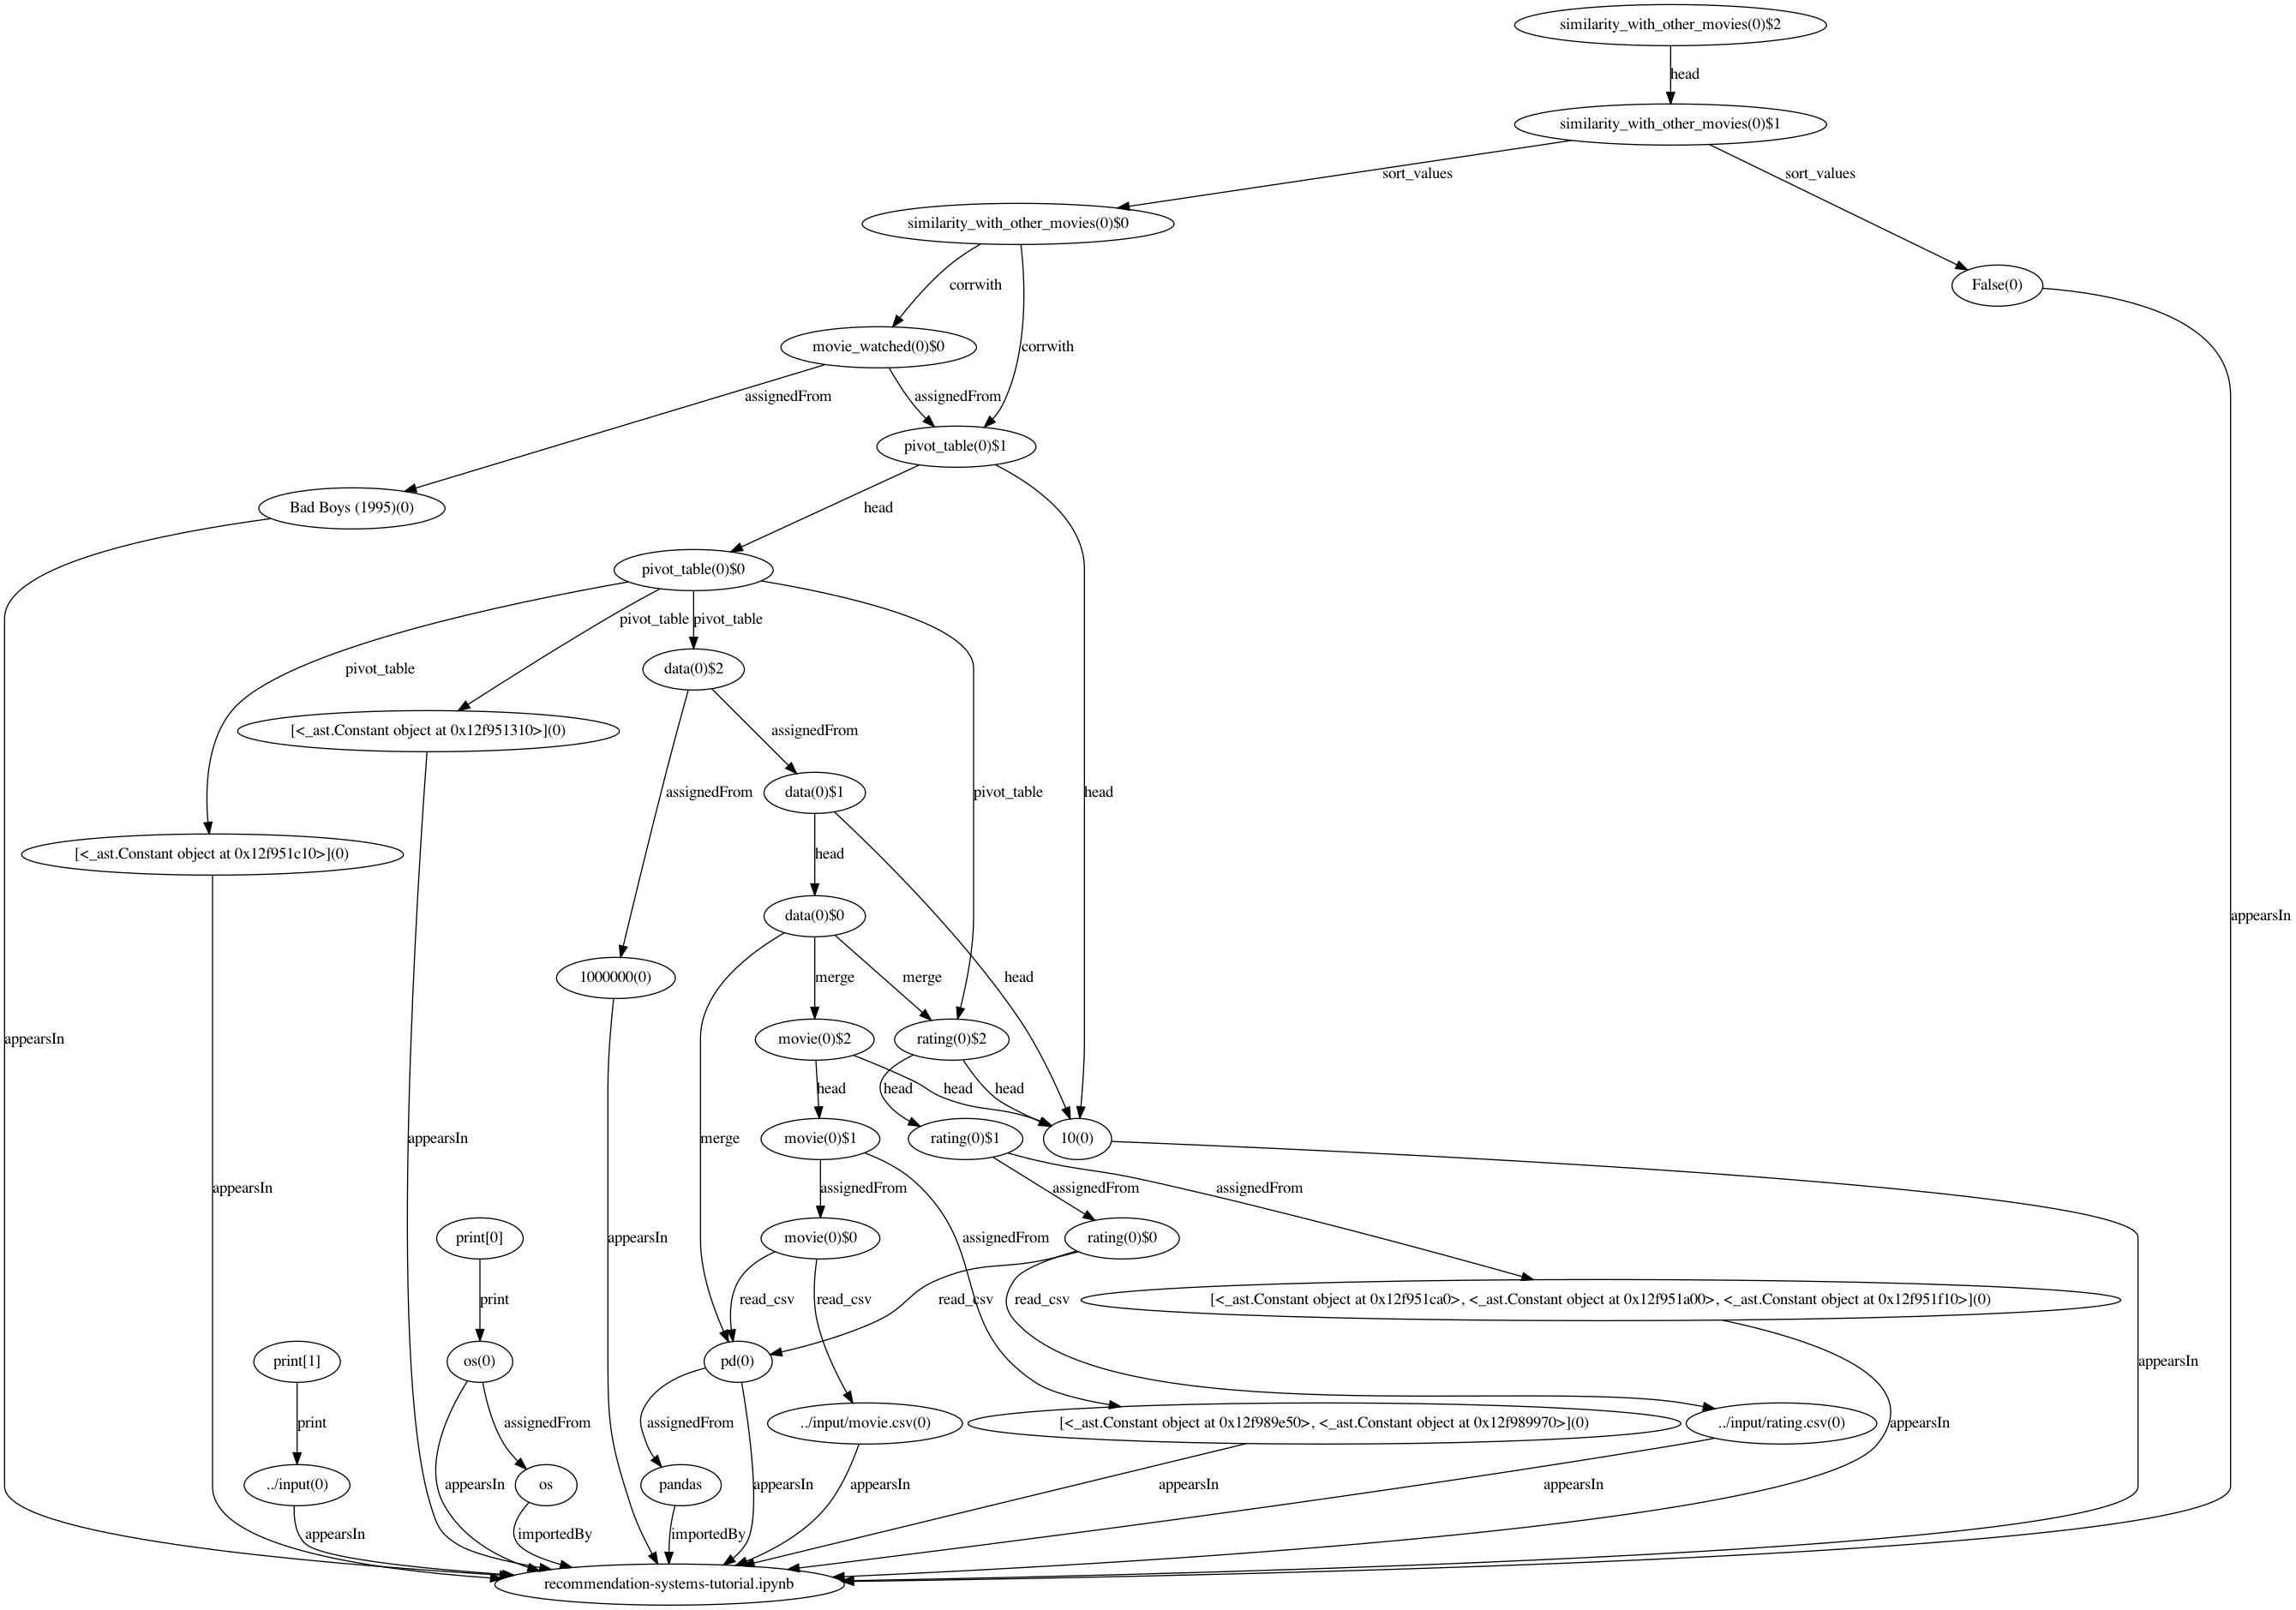 similarity_with_other_movies(0)$2
head
similarity_with_other_movies(0)$1
sort_values
sort_values
similarity_with_other_movies(0)$0
False(0)
corrwith
movie_watched(0)$0
corrwith
assignedFrom
assignedFrom
pivot_table(0)$1
Bad Boys (1995)(0)
head
pivot_table(0)$0
pivot_table
pivot_table
pivot_table
data(0)$2
[<_ast.Constant object at 0x12f951310>](0)
assignedFrom
assignedFrom
data(0)$1
pivot_table
head
[<_ast.Constant object at 0x12f951c10>](0)
head
data(0)$0
appearsIn
1000000(0)
merge
merge
head
appearsIn
movie(0)$2
rating(0)$2
head
head
head
head
appearsIn
merge
movie(0)$1
rating(0)$1
10(0)
appearsIn
assignedFrom
assignedFrom
assignedFrom
print[0]
appearsIn
movie(0)$0
assignedFrom
rating(0)$0
print
read_csv
read_csv
read_csv
read_csv
[<_ast.Constant object at 0x12f951ca0>, <_ast.Constant object at 0x12f951a00>, <_ast.Constant object at 0x12f951f10>](0)
print[1]
os(0)
pd(0)
appearsIn
print
assignedFrom
assignedFrom
../input/movie.csv(0)
[<_ast.Constant object at 0x12f989e50>, <_ast.Constant object at 0x12f989970>](0)
../input/rating.csv(0)
appearsIn
../input(0)
appearsIn
os
pandas
appearsIn
appearsIn
appearsIn
appearsIn
appearsIn
importedBy
importedBy
recommendation-systems-tutorial.ipynb